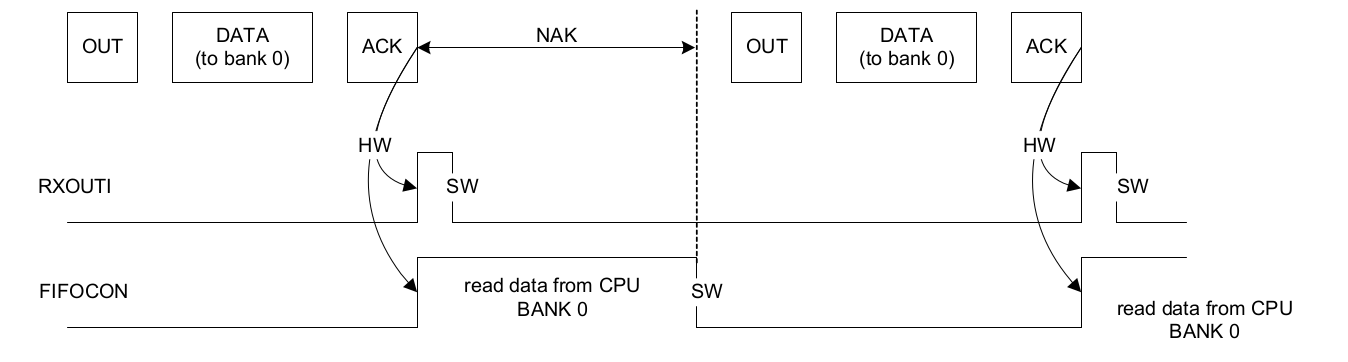 OUT
DATA
(to bank 0)
ACK
NAK
OUT
DATA
(to bank 0)
ACK
HW
HW
RXOUTI
SW
SW
FIFOCON
read data from CPU
BANK 0
SW
read data from CPU
BANK 0